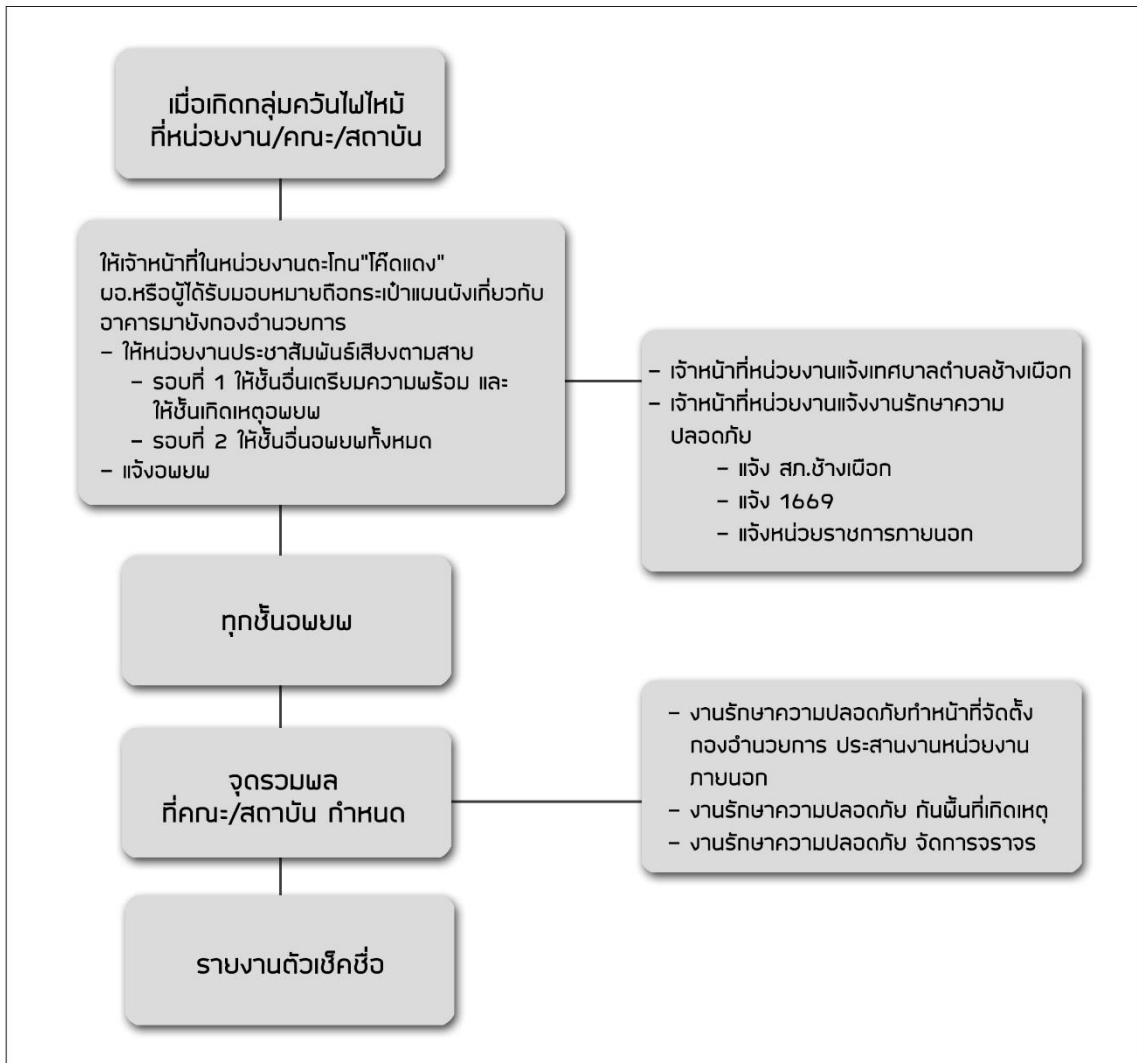 เมื่อเกิดกลุ่มควันไฟไหม้
ที่หน่วยงาน/คณะ/สถาบัน
ให้เจ้าหน้าที่ในหน่วยงานตะโกน"โค๊ดแดง"
ผอ.หรือผู้ได้รับมอบหมายถือกระเป๋าแผนผังเกี่ยวกับ
อาคารมายังกองอำนวยการ
- ให้หน่วยงานประชาสัมพันธ์เสียงตามสาย
- รอบที่ 1 ให้ชั้นอื่นเตรียมความพร้อม และ
ให้ชั้นเกิดเหตุอพยพ
- รอบที่ 2 ให้ชั้นอื่นอพยพทั้งหมด
- แจ้งอพยพ
- เจ้าหน้าที่หน่วยงานแจ้งเทศบาลตำบลช้างเผือก
- เจ้าหน้าที่หน่วยงานแจ้งงานรักษาความ
ปลอดภัย
- แจ้ง สภ.ช้างเผือก
- แจ้ง 1669
- แจ้งหน่วยราชการภายนอก
ทุกชั้นอพยพ
จุดรวมพล
ที่คณะ/สถาบัน กำหนด
- งานรักษาความปลอดภัยทำหน้าที่จัดตั้ง
กองอำนวยการ ประสานงานหน่วยงาน
ภายนอก
- งานรักษาความปลอดภัย กันพื้นที่เกิดเหตุ
- งานรักษาความปลอดภัย จัดการจราจร
รายงานตัวเช็คชื่อ